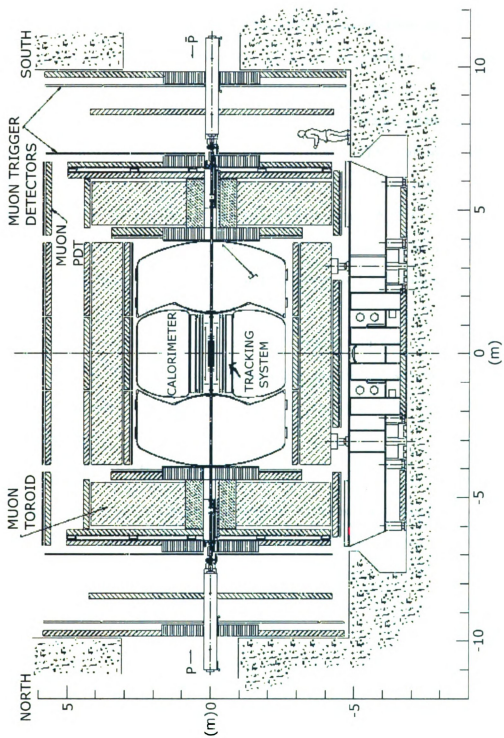 NORTH
SOUTH
MUON
TOROID
MUON
PDT
MUON TRIGGER
DETECTORS
P
P
CALORIMETER
TRACKING
SYSTEM
5
0
(m)
-5
-10
-5
0
5
10
(m)